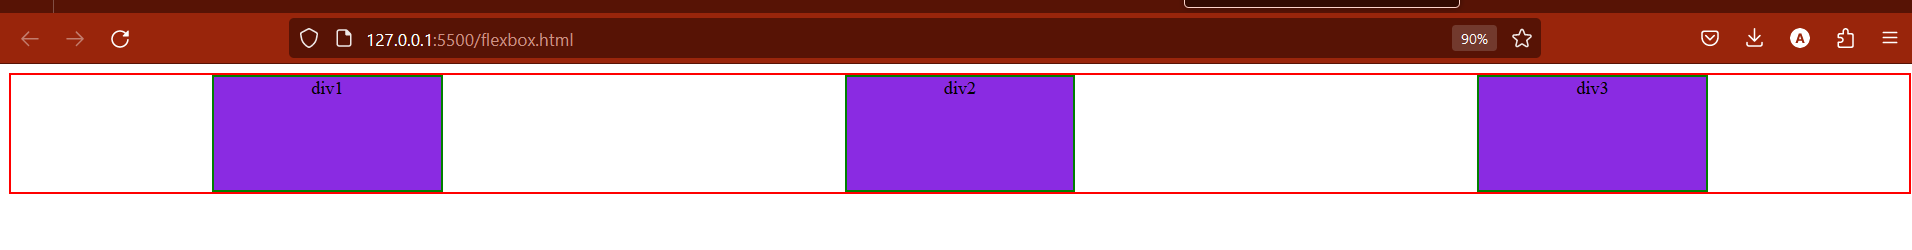 127.0.0.1:5500/flexbox.html 90% A
div1 div2 div3